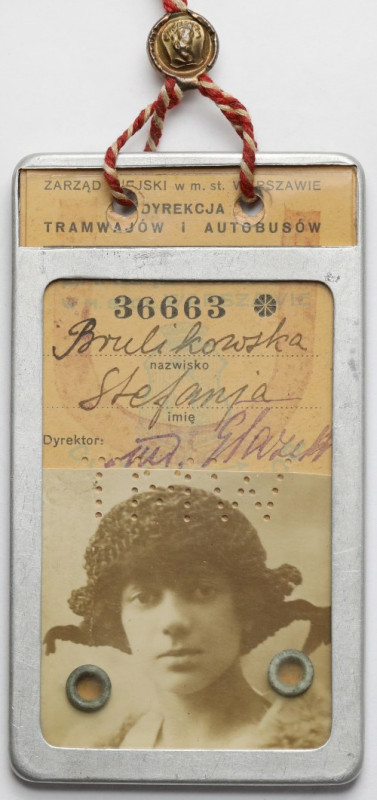 ZARZĄD MIEJSKI w m. st. WARSZAWIE
DYREKCJA
TRAMWAJÓW i AUTOBUSÓW
36663
Brulikowska
nazwisko
Stefanja
imię
Dyrektor: